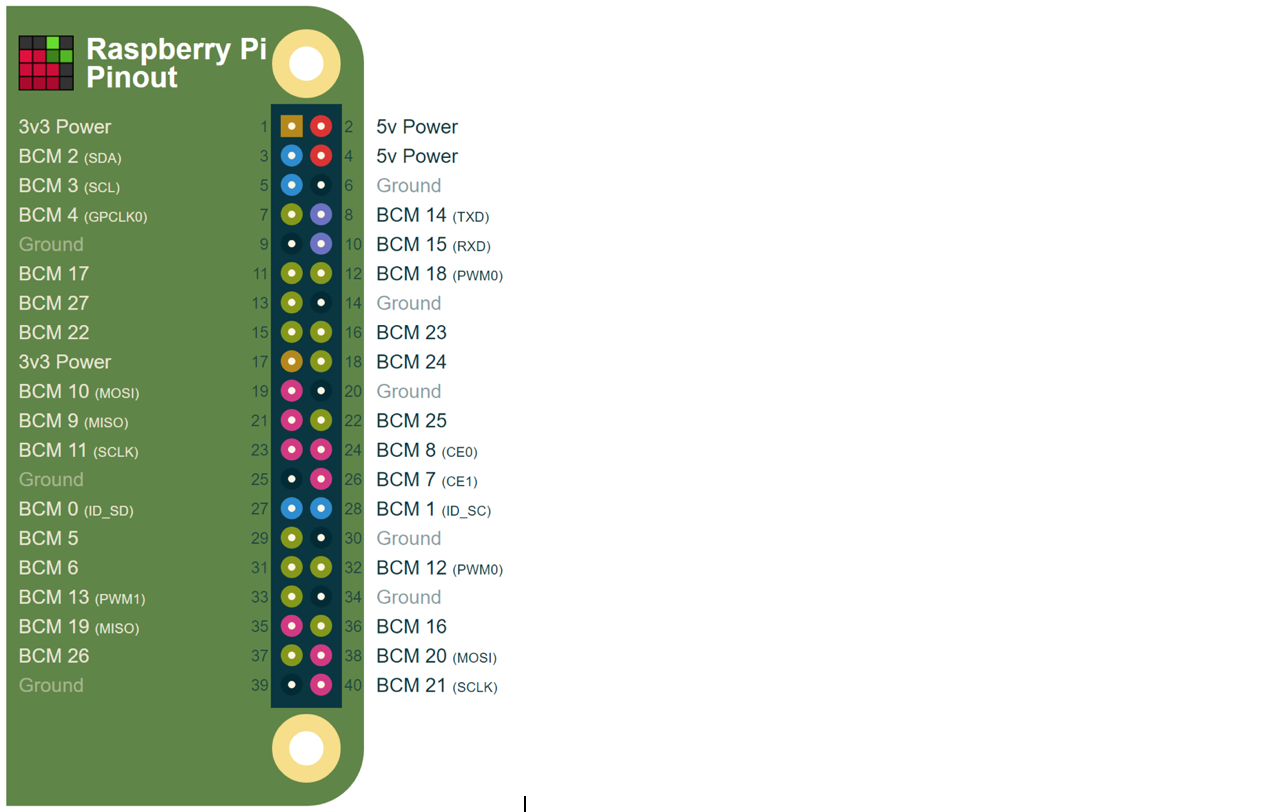 Raspberry Pi
Pinout
3v3 Power 1 2 5v Power
BCM 2 (SDA) 3 4 5v Power
BCM 3 (SCL) 5 6 Ground
BCM 4 (GPCLK0) 7 8 BCM 14 (TXD)
Ground 9 10 BCM 15 (RXD)
BCM 17 11 12 BCM 18 (PWM0)
BCM 27 13 14 Ground
BCM 22 15 16 BCM 23
3v3 Power 17 18 BCM 24
BCM 10 (MOSI) 19 20 Ground
BCM 9 (MISO) 21 22 BCM 25
BCM 11 (SCLK) 23 24 BCM 8 (CE0)
Ground 25 26 BCM 7 (CE1)
BCM 0 (ID_SD) 27 28 BCM 1 (ID_SC)
BCM 5 29 30 Ground
BCM 6 31 32 BCM 12 (PWM0)
BCM 13 (PWM1) 33 34 Ground
BCM 19 (MISO) 35 36 BCM 16
BCM 26 37 38 BCM 20 (MOSI)
Ground 39 40 BCM 21 (SCLK)